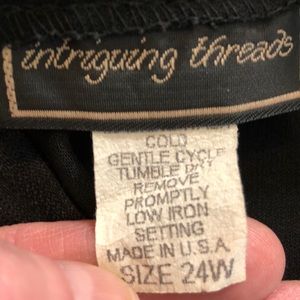 intriguing threads
COLD
GENTLE CYCLE
TUMBLE DRY
REMOVE
PROMPTLY
LOW IRON
SETTING
MADE IN U.S.A.
SIZE 24W